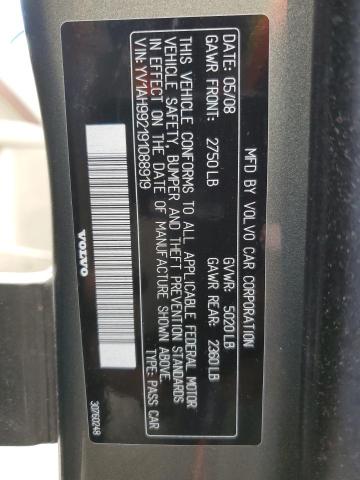 MFD BY VOLVO CAR CORPORATION
DATE: 05/08 GVWR: 5020 LB
GAWR FRONT: 2750 LB GAWR REAR: 2360 LB
THIS VEHICLE CONFORMS TO ALL APPLICABLE FEDERAL MOTOR
VEHICLE SAFETY, BUMPER AND THEFT PREVENTION STANDARDS
IN EFFECT ON THE DATE OF MANUFACTURE SHOWN ABOVE.
VIN: YV1AH992191088919 TYPE: PASS CAR
VOLVO 30760248